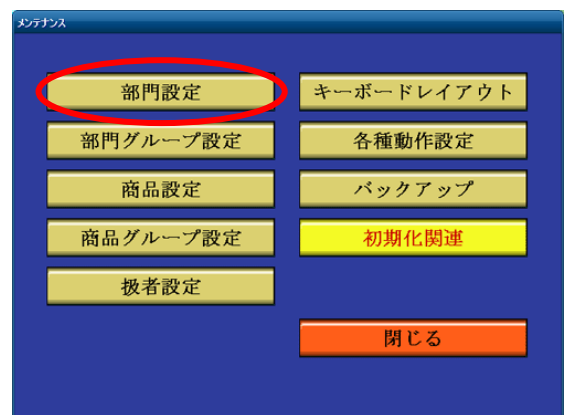 メンテナンス
部門設定
キーボードレイアウト
部門グループ設定
各種動作設定
商品設定
バックアップ
商品グループ設定
初期化関連
扱者設定
閉じる